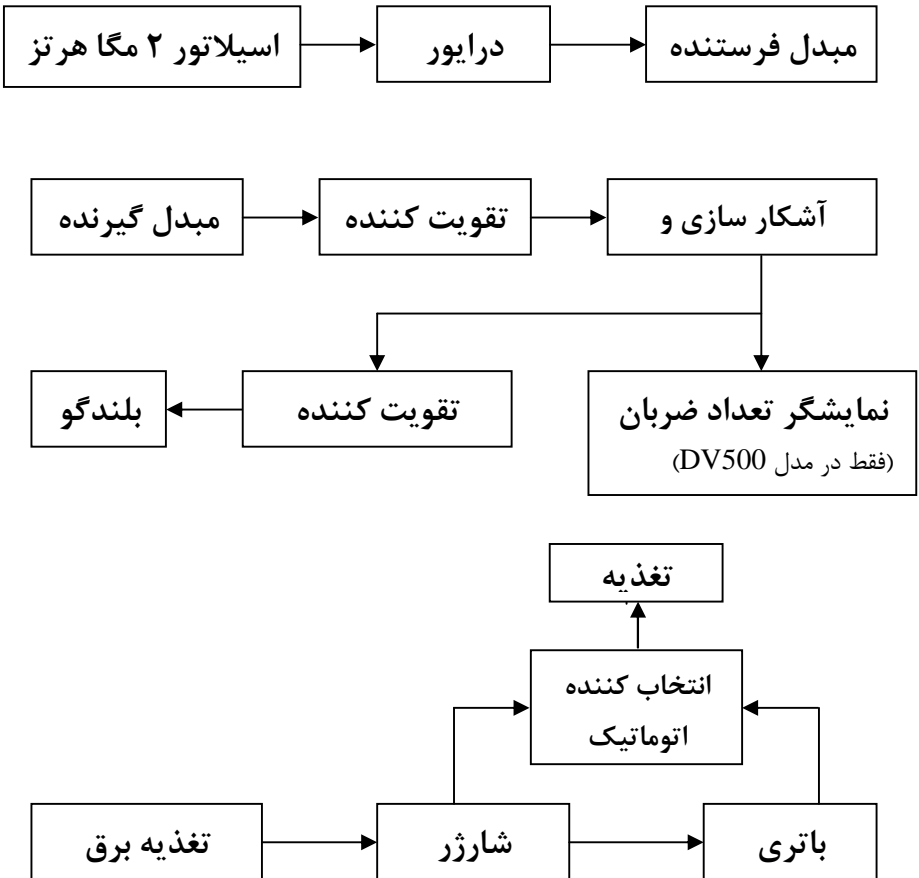 اسیلاتور ۲ مگا هرتز
درایور
مبدل فرستنده
مبدل گیرنده
تقویت کننده
آشکار سازی و
بلندگو
تقویت کننده
نمایشگر تعداد ضربان
(فقط در مدل DV500)
تغذیه
انتخاب کننده
اتوماتیک
تغذیه برق
شارژر
باتری